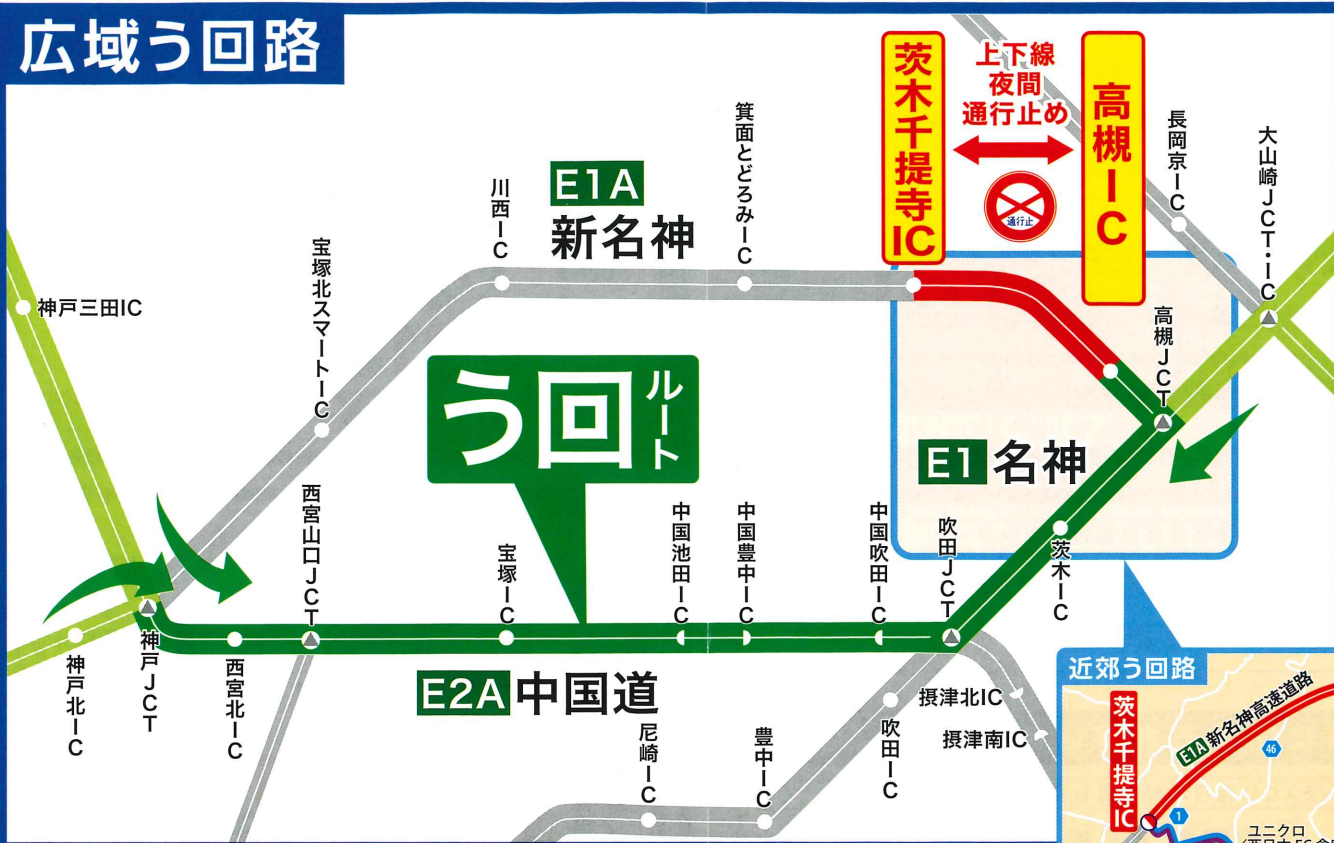 広域う回路
茨木千提寺IC
上下線
夜間
通行止め
通行止
高槻IC
長岡京IC
大山崎JCT・IC
箕面とどろみIC
川西IC
E1A
新名神
宝塚北スマートIC
神戸三田IC
高槻JCT
う回
ルート
E1 名神
西宮山口JCT
宝塚IC
中国池田IC
中国豊中IC
中国吹田IC
吹田JCT
茨木IC
神戸北IC
神戸JCT
西宮北IC
E2A 中国道
尼崎IC
豊中IC
吹田IC
摂津北IC
摂津南IC
近郊う回路
茨木千提寺IC
E1A 新名神高速道路
46
1
ユニクロ